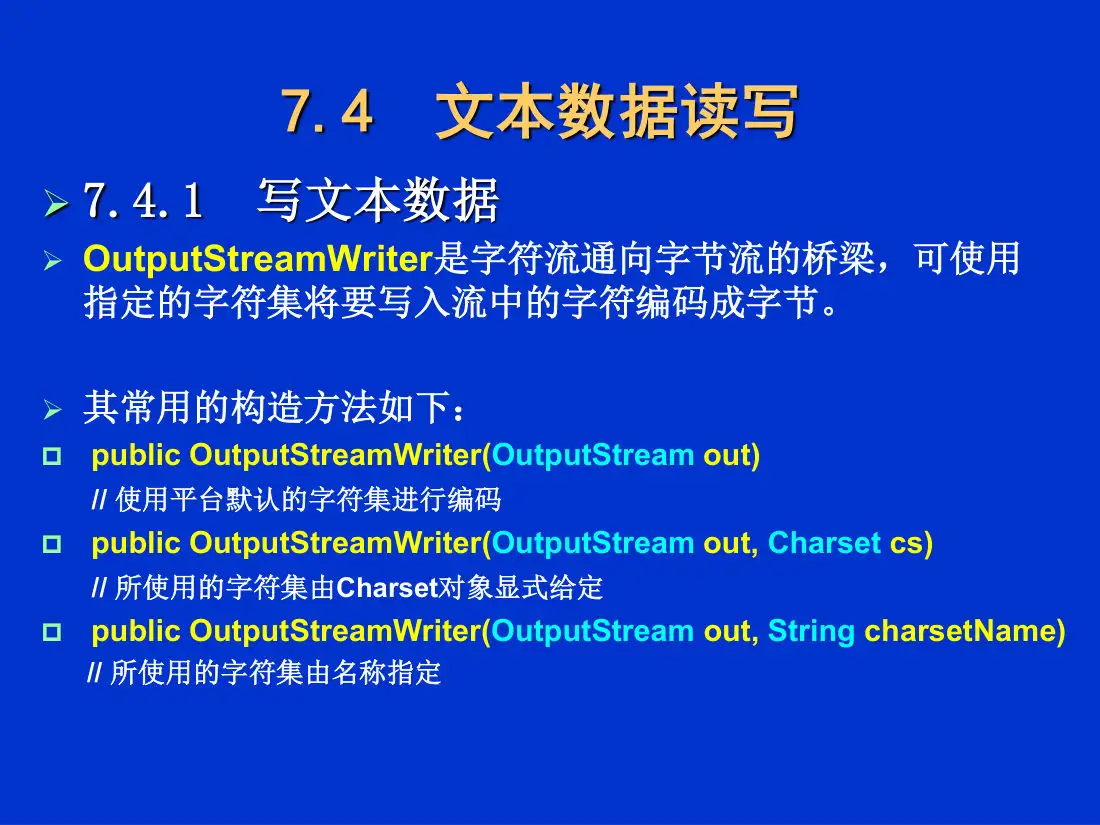 7.4 文本数据读写
7.4.1 写文本数据
OutputStreamWriter是字符流通向字节流的桥梁，可使用
指定的字符集将要写入流中的字符编码成字节。
其常用的构造方法如下：
public OutputStreamWriter(OutputStream out)
// 使用平台默认的字符集进行编码
public OutputStreamWriter(OutputStream out, Charset cs)
// 所使用的字符集由Charset对象显式给定
public OutputStreamWriter(OutputStream out, String charsetName)
// 所使用的字符集由名称指定